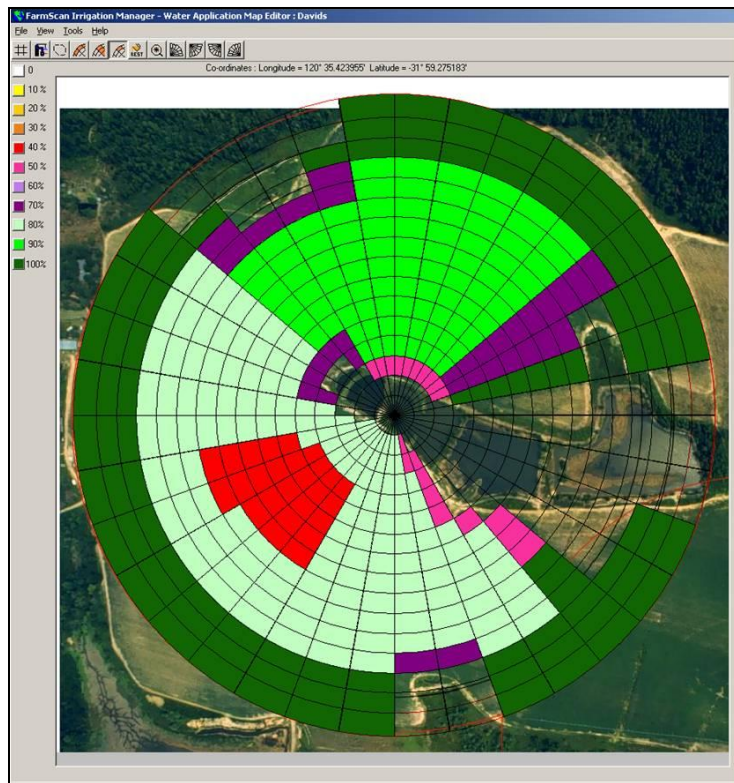 FarmScan Irrigation Manager - Water Application Map Editor : Davids
File View Tools Help
REST
Co-ordinates : Longitude = 120° 35.423955' Latitude = -31° 59.275183'
0
10 %
20 %
30 %
40 %
50 %
60%
70%
80%
90%
100%